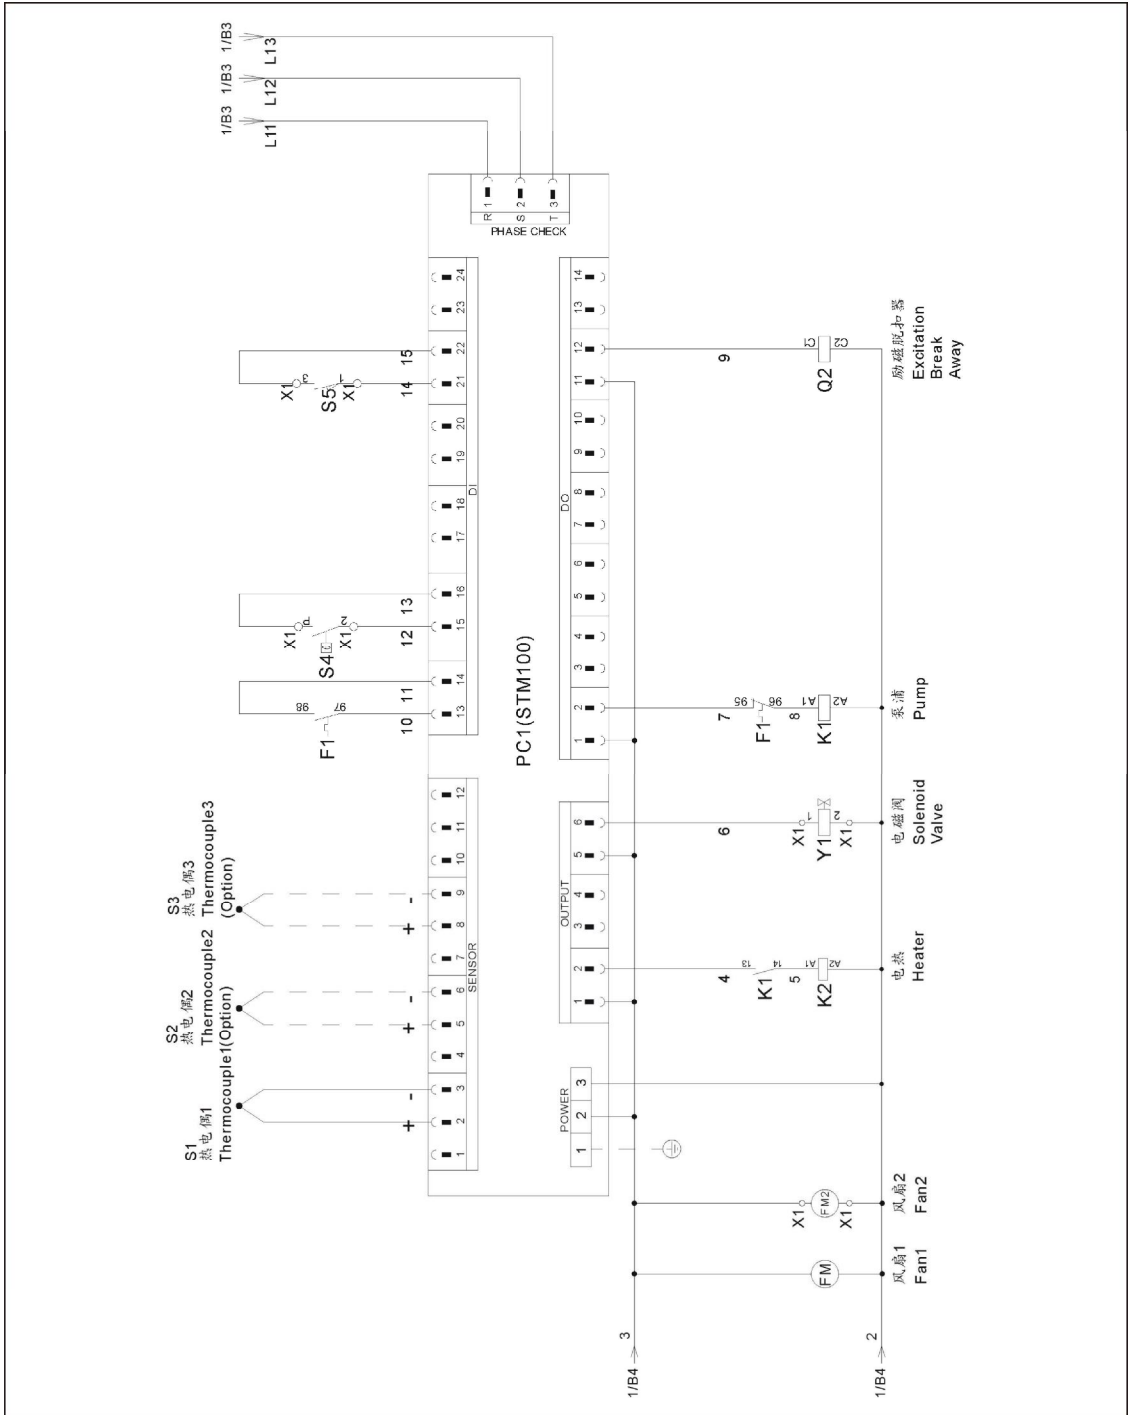 1/B3
L13
1/B3
L12
1/B3
L11
R 1
S 2
T 3
PHASE CHECK
S1
热电偶1
Thermocouple1
S2
热电偶2
Thermocouple2
(Option)
S3
热电偶3
Thermocouple3
(Option)
F1
97
98
S4
X1
2
P
X1
S5
X1
1
3
X1
+
-
+
-
+
-
10
11
12
13
14
15
1
2
3
4
5
6
7
8
9
10
11
12
SENSOR
13
14
15
16
17
18
19
20
21
22
23
24
DI
PC1(STM100)
POWER
1
2
3
OUTPUT
1
2
3
4
5
6
DO
1
2
3
4
5
6
7
8
9
10
11
12
13
14
1/B4
3
1/B4
2
FM
X1
FM2
X1
4
K1
13
14
5
K2
A1
A2
6
X1
Y1
1
2
X1
7
F1
95
96
8
K1
A1
A2
9
Q2
C1
C2
风扇1
Fan1
风扇2
Fan2
电热
Heater
电磁阀
Solenoid
Valve
泵浦
Pump
励磁脱扣器
Excitation
Break
Away